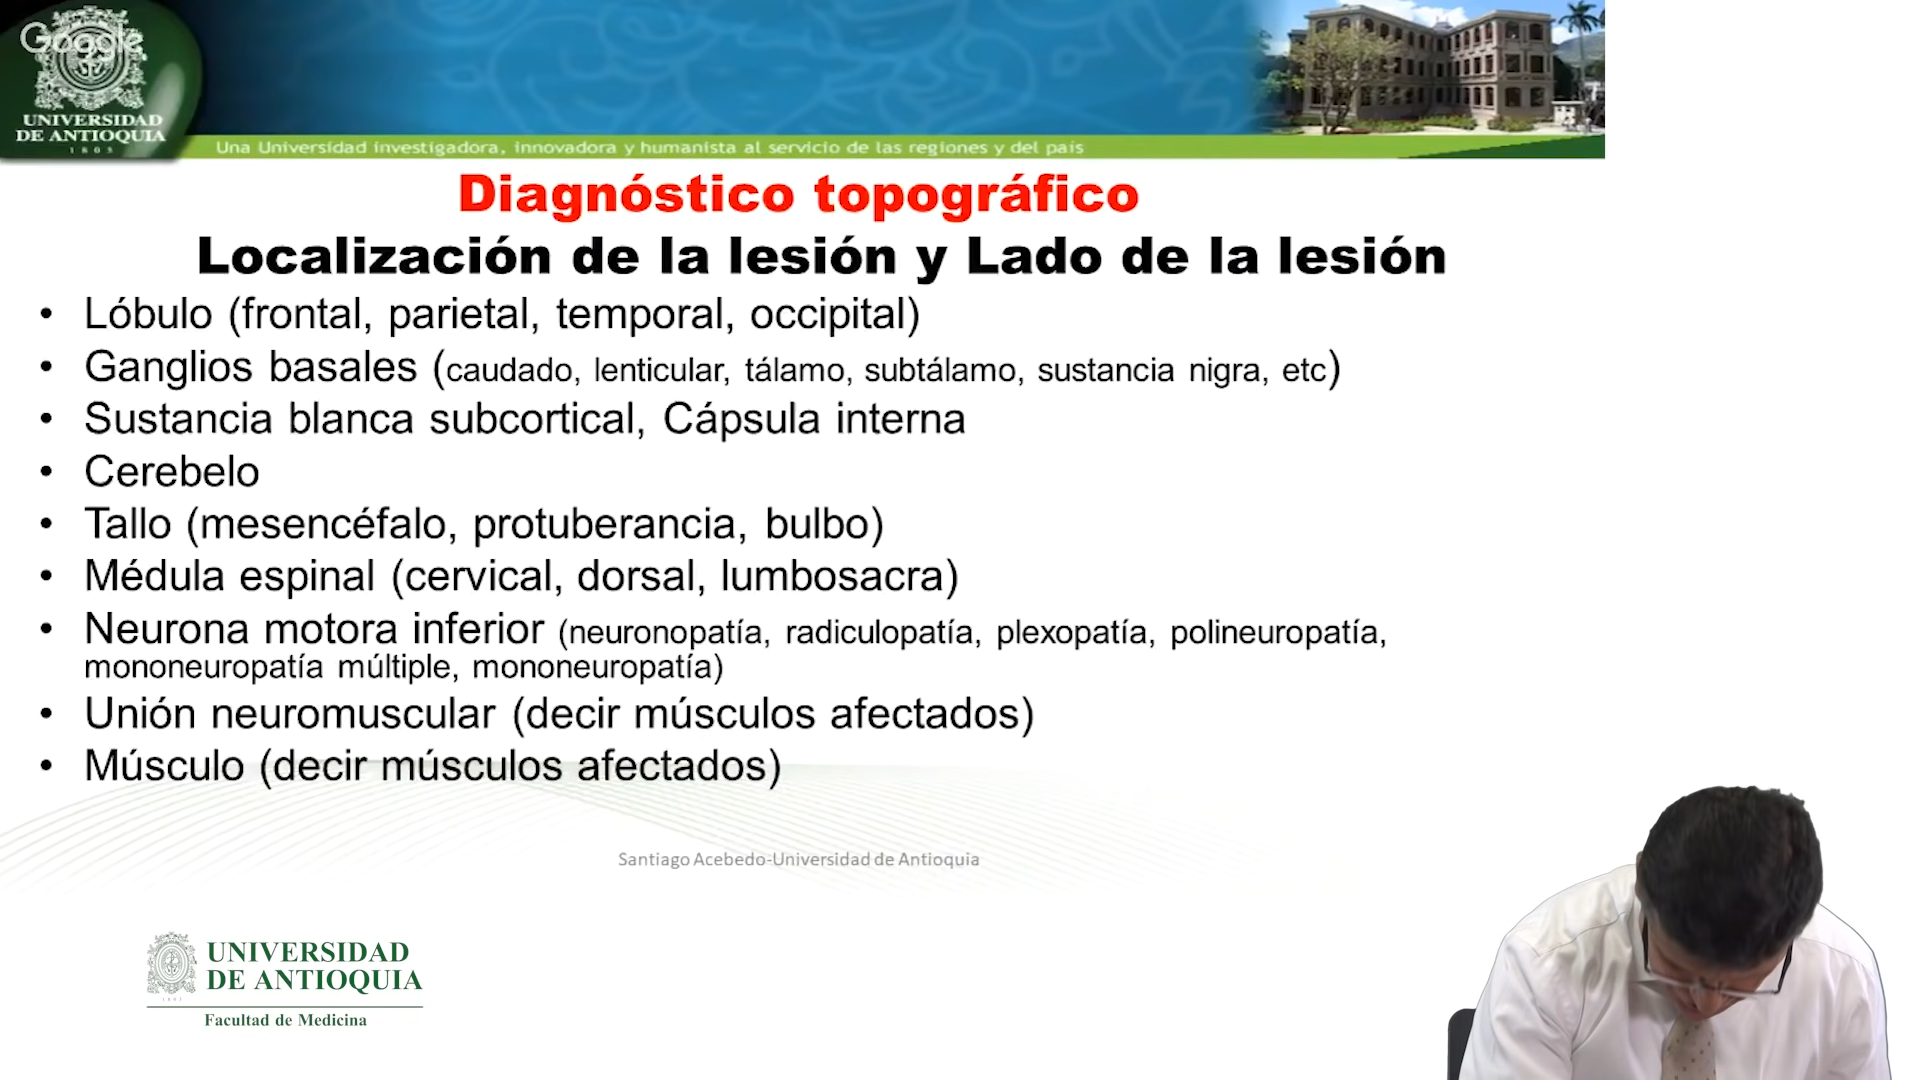 Google
UNIVERSIDAD
DE ANTIOQUIA
1803
Una Universidad investigadora, innovadora y humanista al servicio de las regiones y del país
Diagnóstico topográfico
Localización de la lesión y Lado de la lesión
• Lóbulo (frontal, parietal, temporal, occipital)
• Ganglios basales (caudado, lenticular, tálamo, subtálamo, sustancia nigra, etc)
• Sustancia blanca subcortical, Cápsula interna
• Cerebelo
• Tallo (mesencéfalo, protuberancia, bulbo)
• Médula espinal (cervical, dorsal, lumbosacra)
• Neurona motora inferior (neuronopatía, radiculopatía, plexopatía, polineuropatía,
mononeuropatía múltiple, mononeuropatía)
• Unión neuromuscular (decir músculos afectados)
• Músculo (decir músculos afectados)
Santiago Acebedo-Universidad de Antioquia
UNIVERSIDAD
DE ANTIOQUIA
Facultad de Medicina